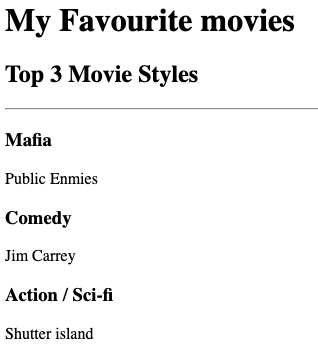 My Favourite movies
Top 3 Movie Styles
Mafia
Public Enmies
Comedy
Jim Carrey
Action / Sci-fi
Shutter island